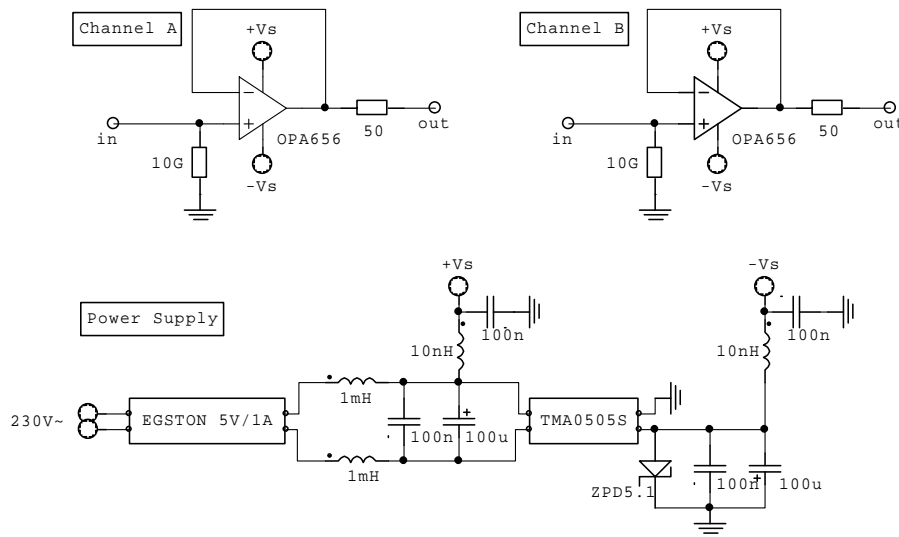 Channel A
+Vs
in
10G
OPA656
-Vs
50
out
Channel B
+Vs
in
10G
OPA656
-Vs
50
out
Power Supply
+Vs
100n
10nH
-Vs
100n
10nH
230V~
EGSTON 5V/1A
1mH
1mH
100n
100u
TMA0505S
ZPD5.1
100n
100u